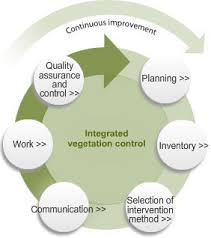 Continuous improvement
Quality
assurance
and
control >>
Planning >>
Work >>
Integrated
vegetation control
Inventory >>
Communication >>
Selection of
intervention
method >>